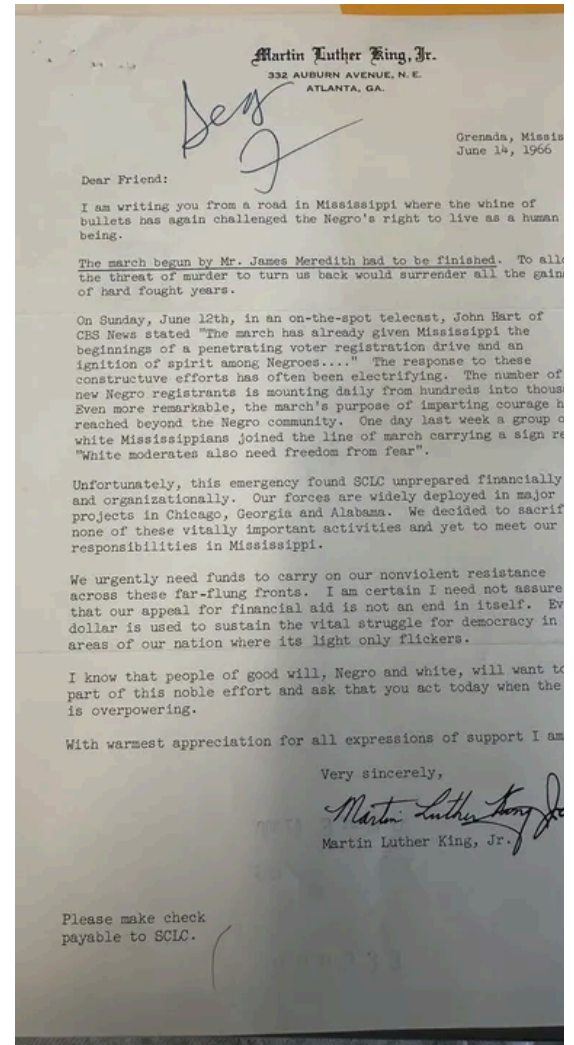 Martin Luther King, Jr.
332 AUBURN AVENUE, N. E.
ATLANTA, GA.
Grenada, Missis
June 14, 1966
Dear Friend:
I am writing you from a road in Mississippi where the whine of
bullets has again challenged the Negro's right to live as a human
being.
The march begun by Mr. James Meredith had to be finished. To allo
the threat of murder to turn us back would surrender all the gain
of hard fought years.
On Sunday, June 12th, in an on-the-spot telecast, John Hart of
CBS News stated "The march has already given Mississippi the
beginnings of a penetrating voter registration drive and an
ignition of spirit among Negroes...." The response to these
constructuve efforts has often been electrifying. The number of
new Negro registrants is mounting daily from hundreds into thous
Even more remarkable, the march's purpose of imparting courage h
reached beyond the Negro community. One day last week a group o
white Mississippians joined the line of march carrying a sign re
"White moderates also need freedom from fear".
Unfortunately, this emergency found SCLC unprepared financially
and organizationally. Our forces are widely deployed in major
projects in Chicago, Georgia and Alabama. We decided to sacrif
none of these vitally important activities and yet to meet our
responsibilities in Mississippi.
We urgently need funds to carry on our nonviolent resistance
across these far-flung fronts. I am certain I need not assure
that our appeal for financial aid is not an end in itself. Ev
dollar is used to sustain the vital struggle for democracy in
areas of our nation where its light only flickers.
I know that people of good will, Negro and white, will want to
part of this noble effort and ask that you act today when the
is overpowering.
With warmest appreciation for all expressions of support I am
Very sincerely,
Martin Luther King Jr
Martin Luther King, Jr.
Please make check
payable to SCLC.